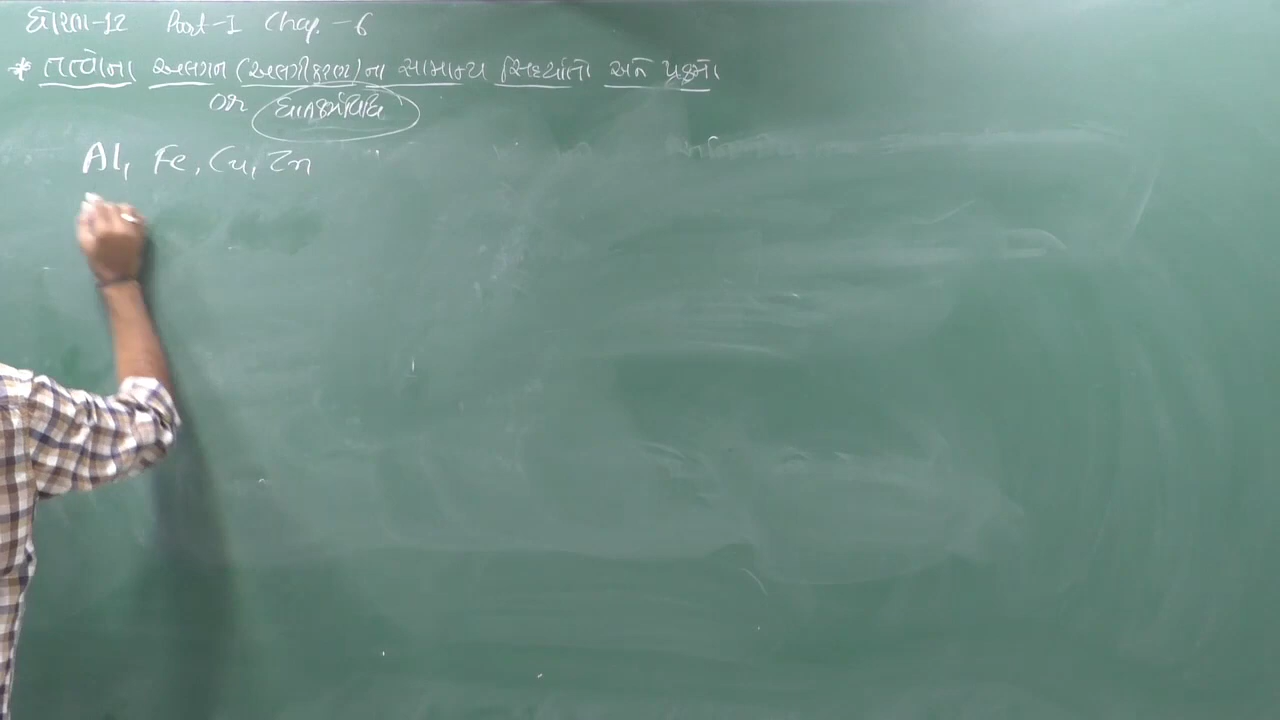 ધોરણ-12 Part-I Chap.-6
* તત્વોના અલગન (અલગીકરણ)ના સામાન્ય સિદ્ધાંતો અને પ્રક્રમો
OR ધાતુકર્મવિધિ
Al, Fe, Cu, Zn